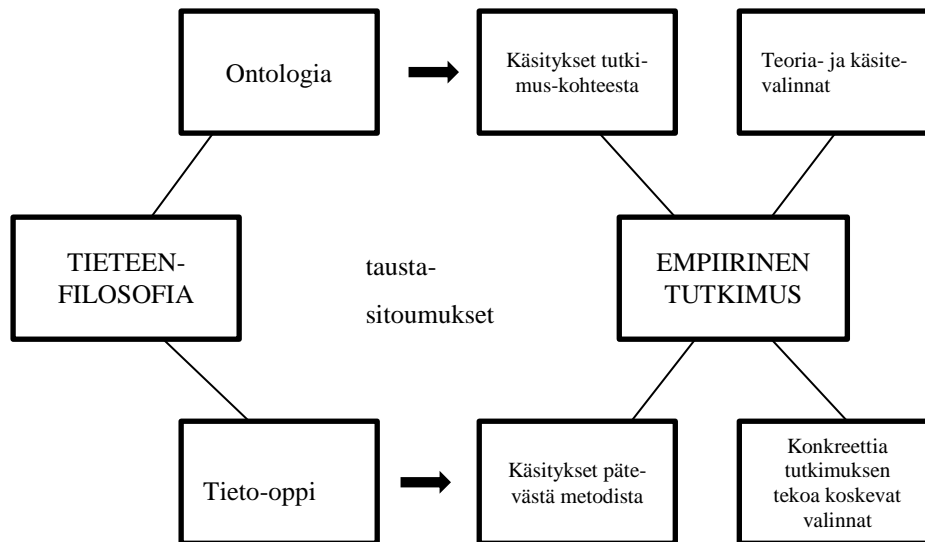 Ontologia
Käsitykset tutki-
mus-kohteesta
Teoria- ja käsite-
valinnat
TIETEEN-
FILOSOFIA
tausta-
sitoumukset
EMPIIRINEN
TUTKIMUS
Tieto-oppi
Käsitykset päte-
västä metodista
Konkreettia
tutkimuksen
tekoa koskevat
valinnat